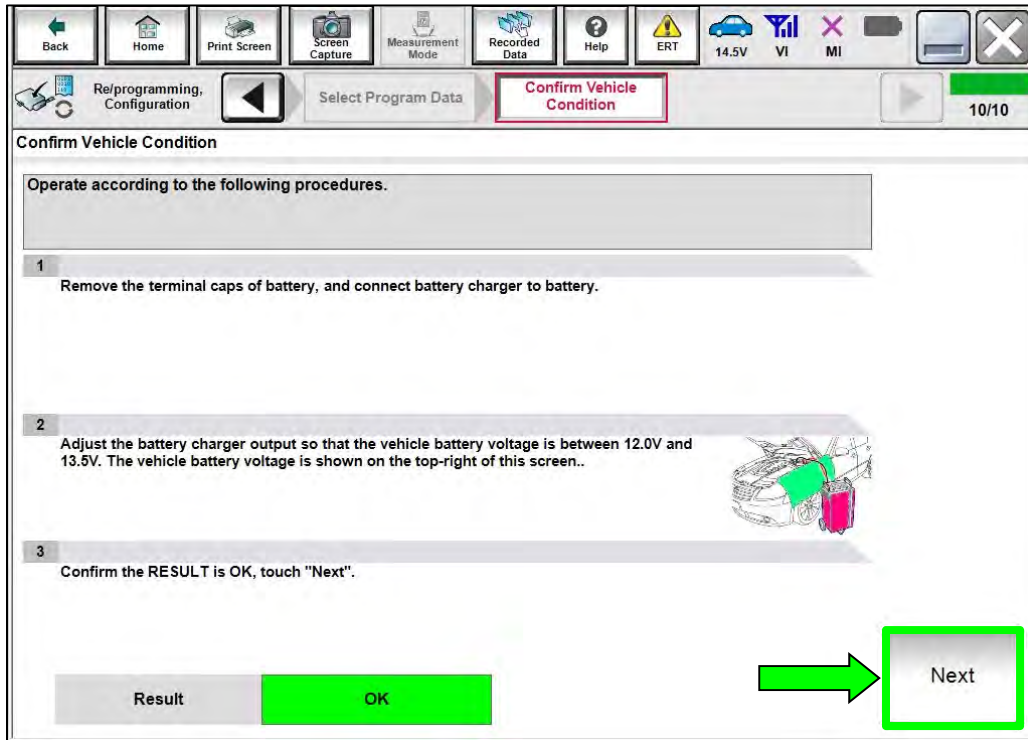 Back
Home
Print Screen
Screen
Capture
Measurement
Mode
Recorded
Data
Help
ERT
14.5V
VI
MI
Re/programming,
Configuration
Select Program Data
Confirm Vehicle
Condition
10/10
Confirm Vehicle Condition
Operate according to the following procedures.
1
Remove the terminal caps of battery, and connect battery charger to battery.
2
Adjust the battery charger output so that the vehicle battery voltage is between 12.0V and
13.5V. The vehicle battery voltage is shown on the top-right of this screen..
3
Confirm the RESULT is OK, touch "Next".
Result
OK
Next